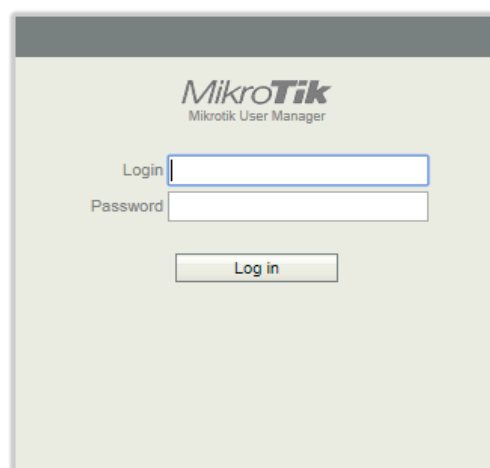 MikroTik
Mikrotik User Manager
Login
Password
Log in